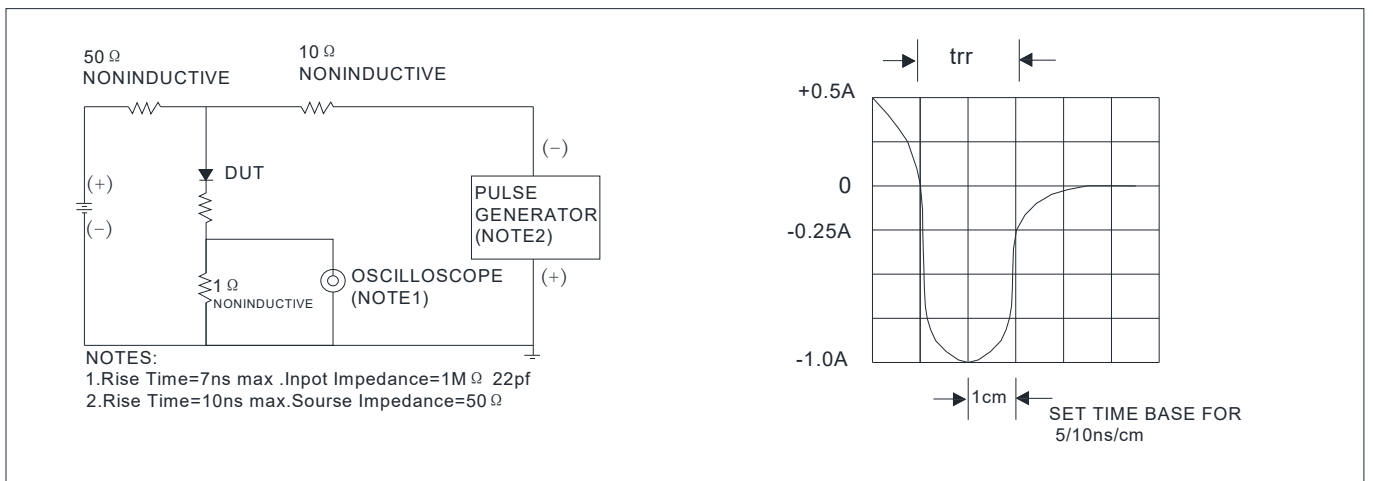 50 Ω
NONINDUCTIVE
10 Ω
NONINDUCTIVE
(+)
(-)
DUT
1 Ω
NONINDUCTIVE
OSCILLOSCOPE
(NOTE1)
(-)
PULSE
GENERATOR
(NOTE2)
(+)
NOTES:
1.Rise Time=7ns max .Inpot Impedance=1M Ω 22pf
2.Rise Time=10ns max.Sourse Impedance=50 Ω
trr
+0.5A
0
-0.25A
-1.0A
1cm
SET TIME BASE FOR
5/10ns/cm